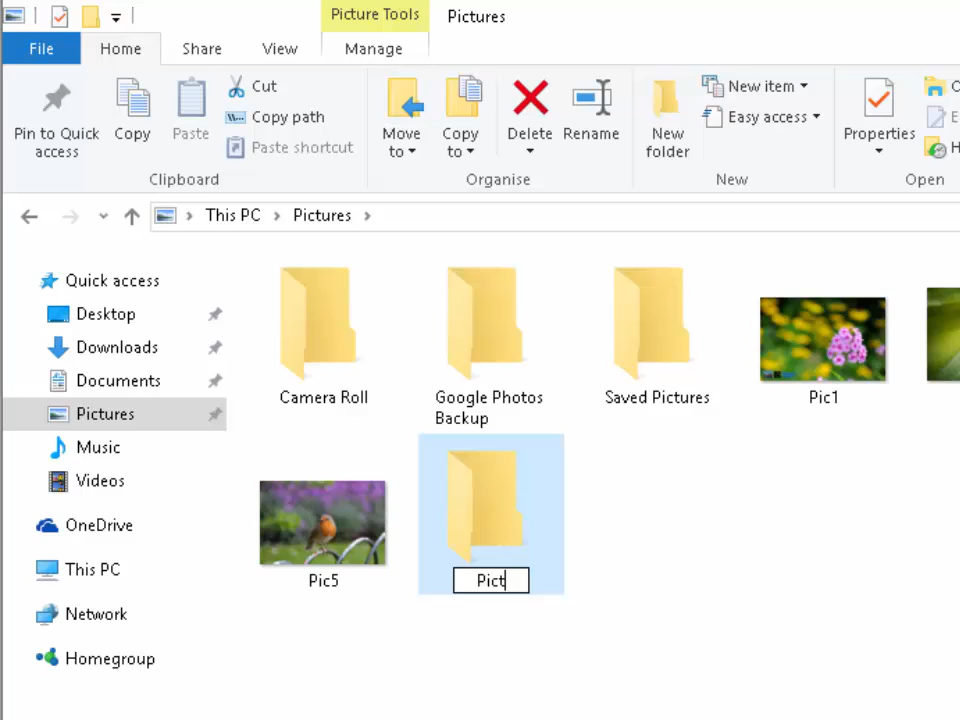 Picture Tools
Pictures
File
Home
Share
View
Manage
Pin to Quick
access
Copy
Paste
Cut
Copy path
Paste shortcut
Move
to
Copy
to
Delete
Rename
New
folder
New item
Easy access
Properties
O
E
H
Clipboard
Organise
New
Open
This PC
Pictures
Quick access
Desktop
Downloads
Documents
Pictures
Music
Videos
OneDrive
This PC
Network
Homegroup
Camera Roll
Google Photos
Backup
Saved Pictures
Pic1
Pic5
Pict